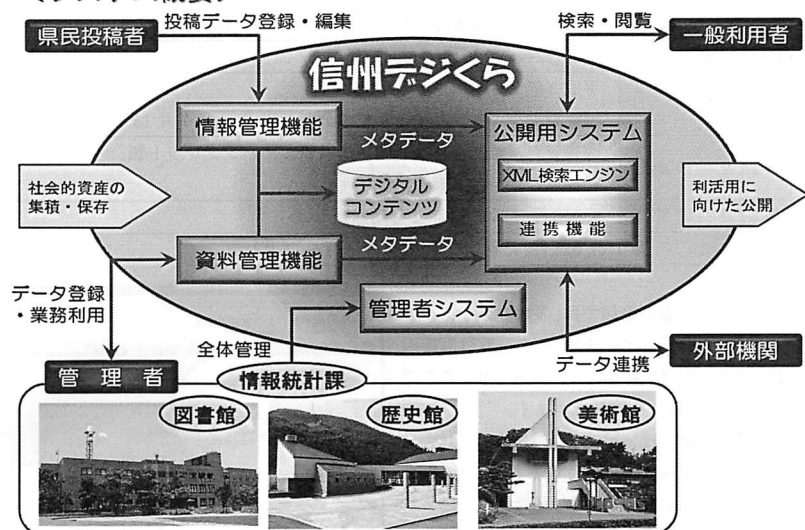 県民投稿者
投稿データ登録・編集
検索・閲覧
一般利用者
信州デジくら
情報管理機能
メタデータ
公開用システム
XML検索エンジン
連携機能
社会的資産の
集積・保存
デジタル
コンテンツ
利活用に
向けた公開
メタデータ
資料管理機能
データ登録
・業務利用
管理者システム
全体管理
データ連携
外部機関
管理者
情報統計課
図書館
歴史館
美術館